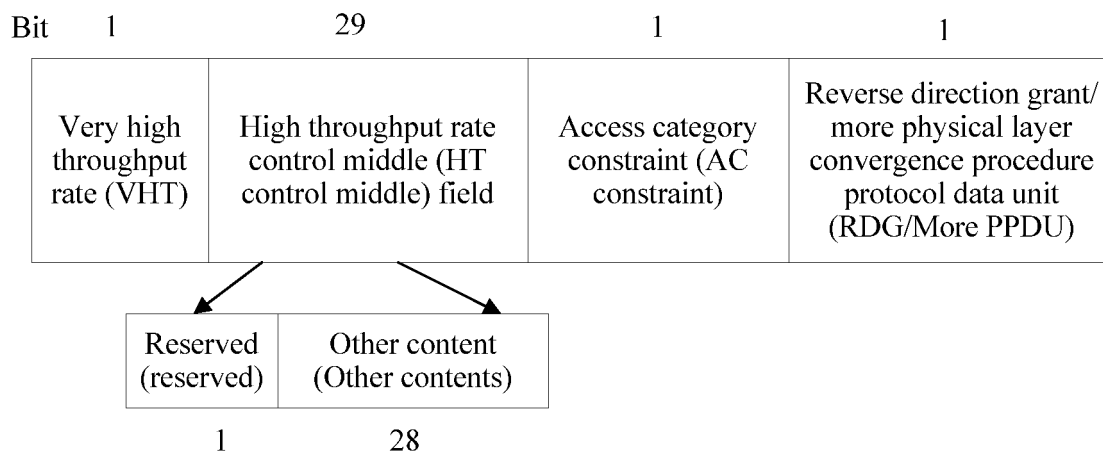 Bit 1 29 1 1
Very high
throughput
rate (VHT)
High throughput rate
control middle (HT
control middle) field
Access category
constraint (AC
constraint)
Reverse direction grant/
more physical layer
convergence procedure
protocol data unit
(RDG/More PPDU)
Reserved
(reserved)
Other content
(Other contents)
1 28